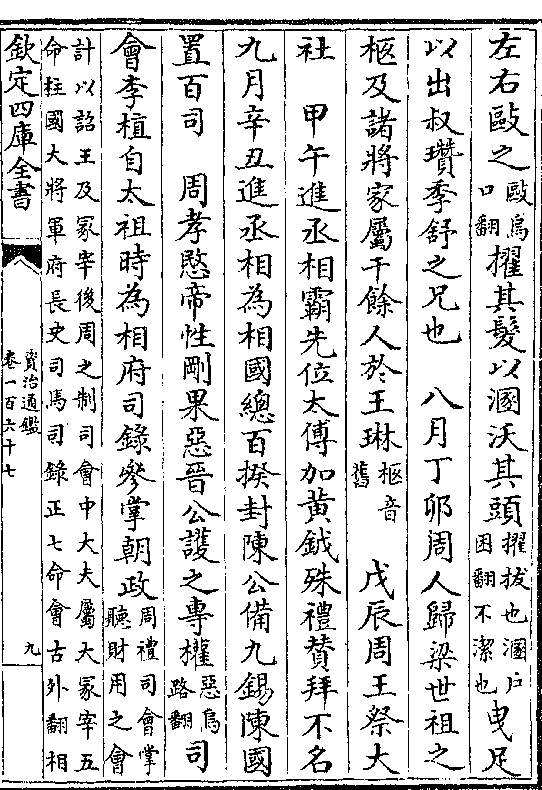 左右毆之毆烏口翻擢其髮以溷沃其頭擢拔也溷戶困翻不潔也曳足
以出叔瓚季舒之兄也　八月丁卯周人歸梁世祖之
柩及諸將家屬千餘人於王琳柩音舊　戊辰周王祭大
社　甲午進丞相霸先位太傅加黃鉞殊禮贊拜不名
九月辛丑進丞相為相國總百揆封陳公備九錫陳國
置百司　周孝愍帝性剛果惡晉公護之專權惡烏路翻司
會李植自太祖時為相府司錄參掌朝政周禮司會掌聽財用之會
計以詔王及冢宰後周之制司會中大夫屬大冢宰五
命柱國大將軍府長史司馬司錄正七命會古外翻相
欽定四庫全書
資治通鑑
卷一百六十七
九